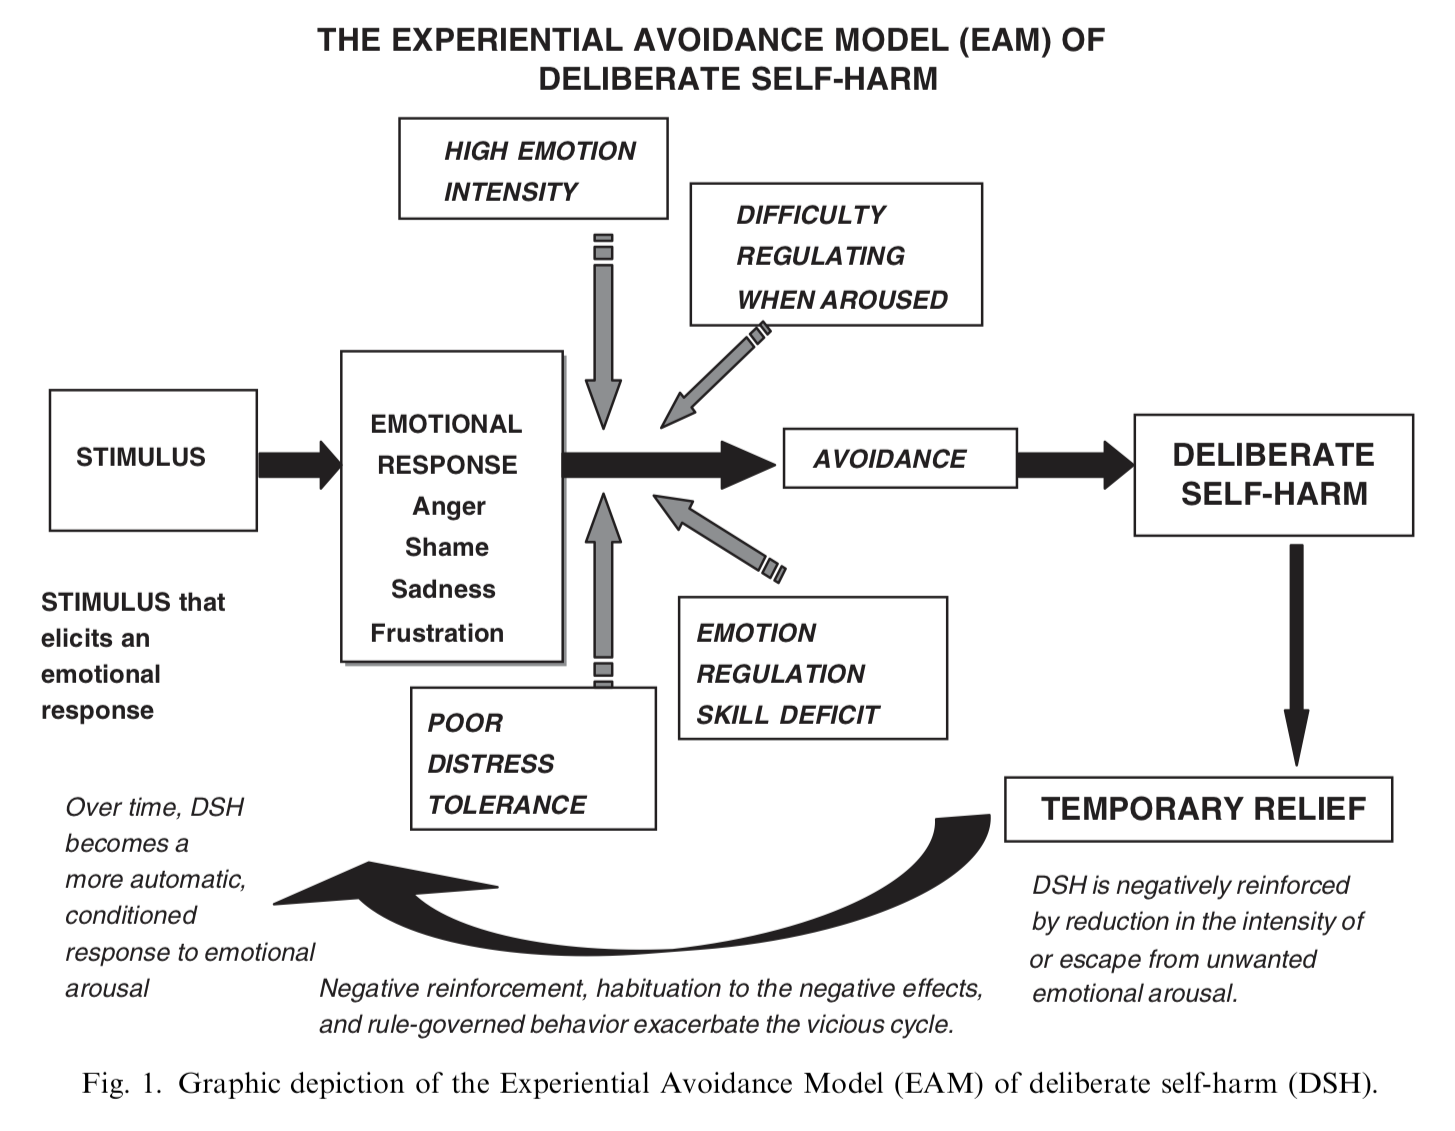 THE EXPERIENTIAL AVOIDANCE MODEL (EAM) OF
DELIBERATE SELF-HARM
HIGH EMOTION
INTENSITY
DIFFICULTY
REGULATING
WHEN AROUSED
STIMULUS
EMOTIONAL
RESPONSE
Anger
Shame
Sadness
Frustration
AVOIDANCE
DELIBERATE
SELF-HARM
STIMULUS that
elicits an
emotional
response
POOR
DISTRESS
TOLERANCE
EMOTION
REGULATION
SKILL DEFICIT
TEMPORARY RELIEF
Over time, DSH
becomes a
more automatic,
conditioned
response to emotional
arousal
DSH is negatively reinforced
by reduction in the intensity of
or escape from unwanted
emotional arousal.
Negative reinforcement, habituation to the negative effects,
and rule-governed behavior exacerbate the vicious cycle.
Fig. 1. Graphic depiction of the Experiential Avoidance Model (EAM) of deliberate self-harm (DSH).